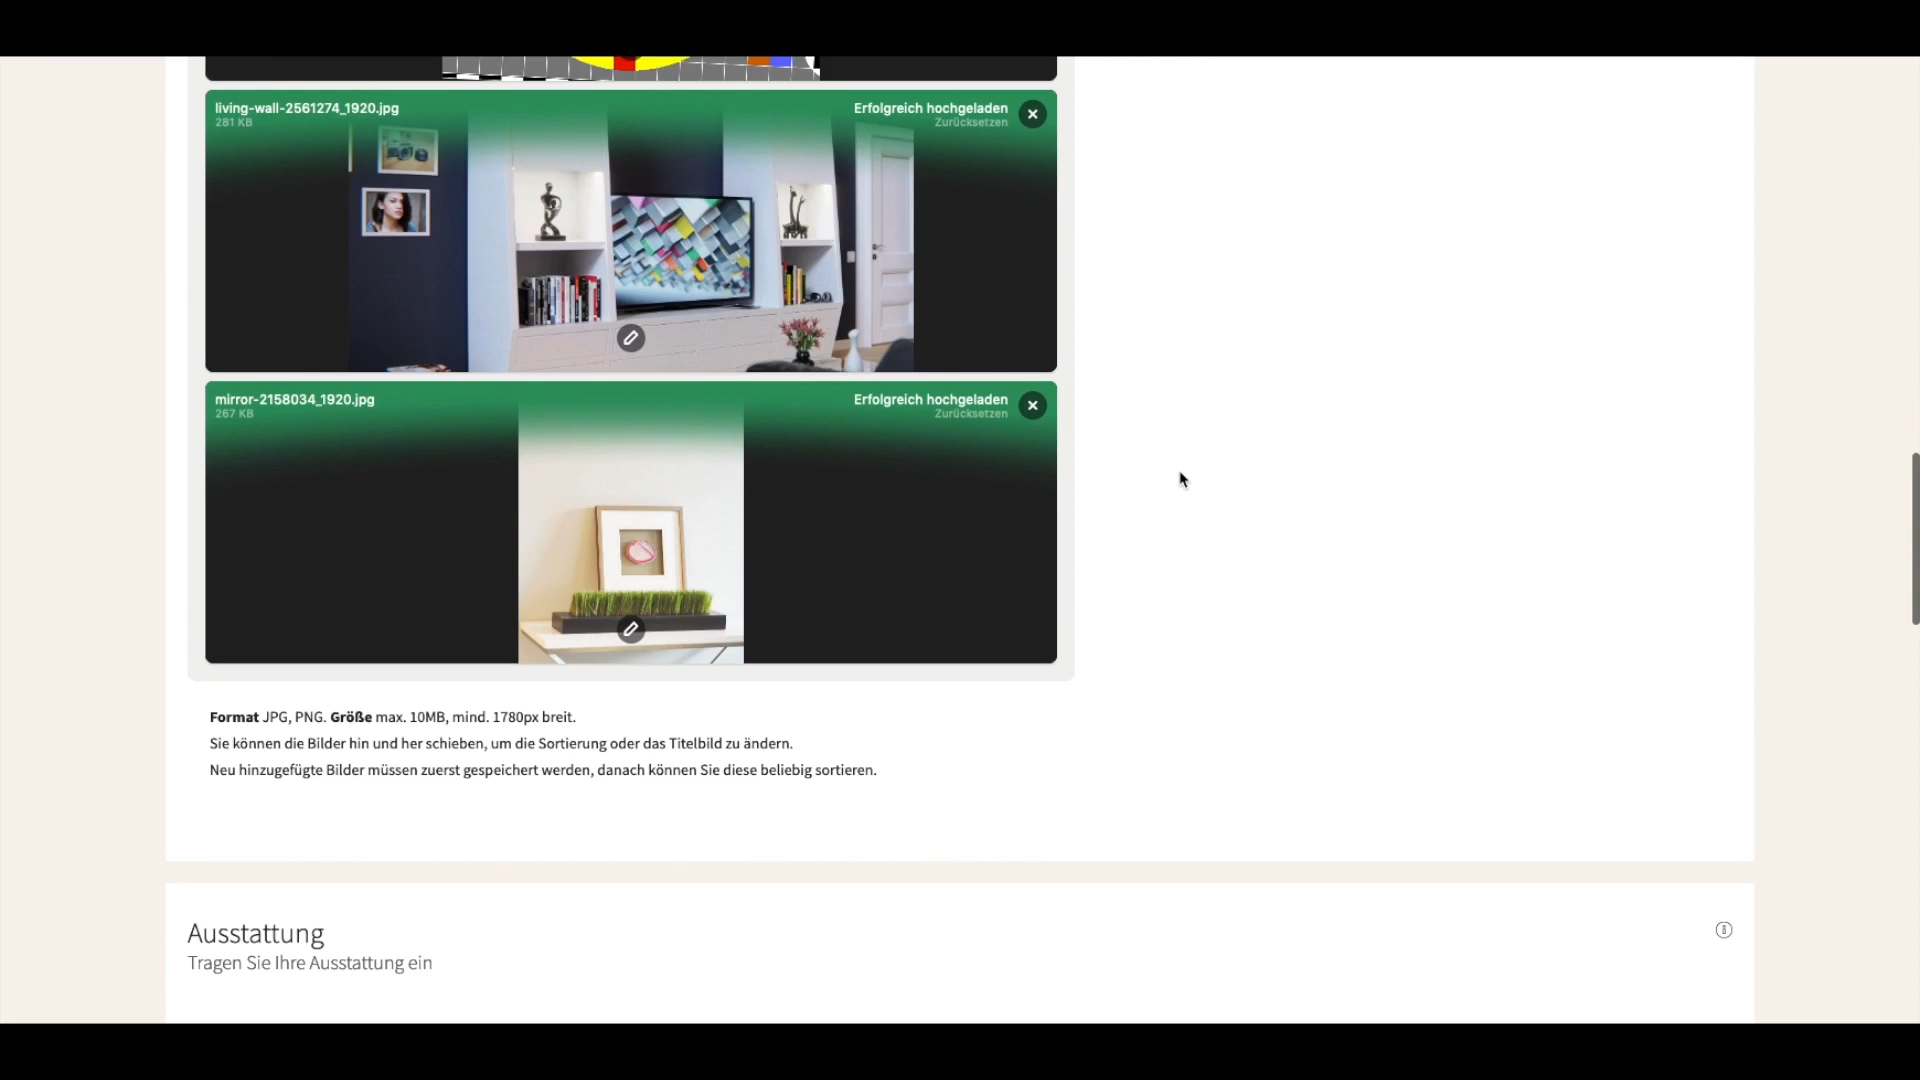 living-wall-2561274_1920.jpg
281 KB
Erfolgreich hochgeladen
Zurücksetzen
mirror-2158034_1920.jpg
267 KB
Erfolgreich hochgeladen
Zurücksetzen
Format JPG, PNG. Größe max. 10MB, mind. 1780px breit.
Sie können die Bilder hin und her schieben, um die Sortierung oder das Titelbild zu ändern.
Neu hinzugefügte Bilder müssen zuerst gespeichert werden, danach können Sie diese beliebig sortieren.
Ausstattung
Tragen Sie Ihre Ausstattung ein